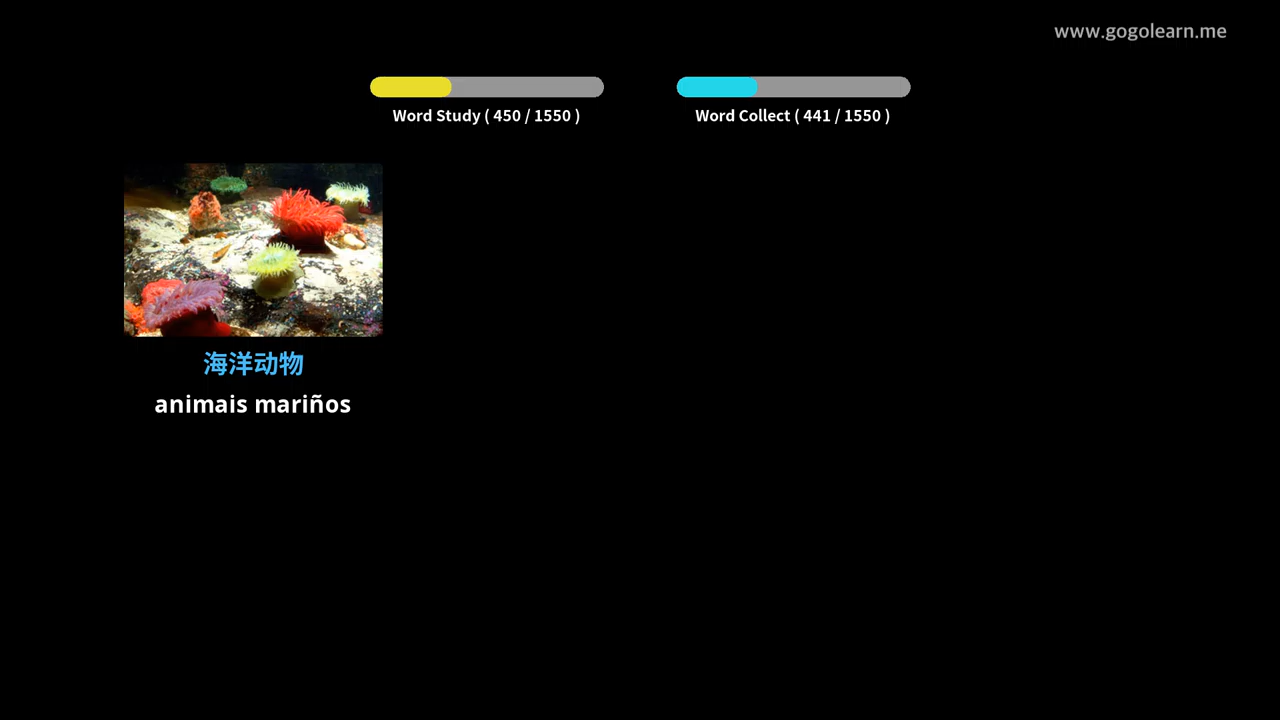 www.gogolearn.me
Word Study ( 450 / 1550 )
Word Collect ( 441 / 1550 )
海洋动物
animais mariños